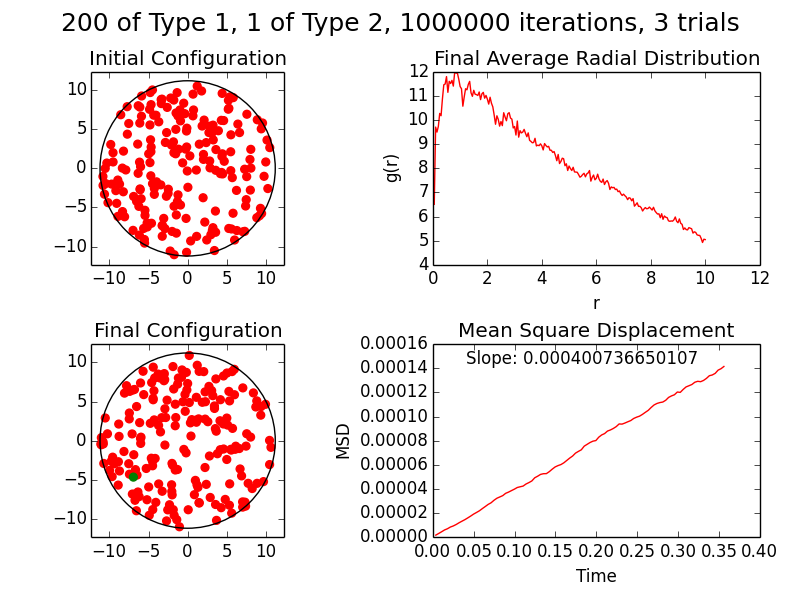 200 of Type 1, 1 of Type 2, 1000000 iterations, 3 trials
Initial Configuration
10
5
0
−5
−10
−10 −5 0 5 10
Final Average Radial Distribution
12
11
10
9
8
7
6
5
4
g(r)
0 2 4 6 8 10 12
r
Final Configuration
10
5
0
−5
−10
−10 −5 0 5 10
Mean Square Displacement
Slope: 0.000400736650107
0.00016
0.00014
0.00012
0.00010
0.00008
0.00006
0.00004
0.00002
0.00000
MSD
0.00 0.05 0.10 0.15 0.20 0.25 0.30 0.35 0.40
Time